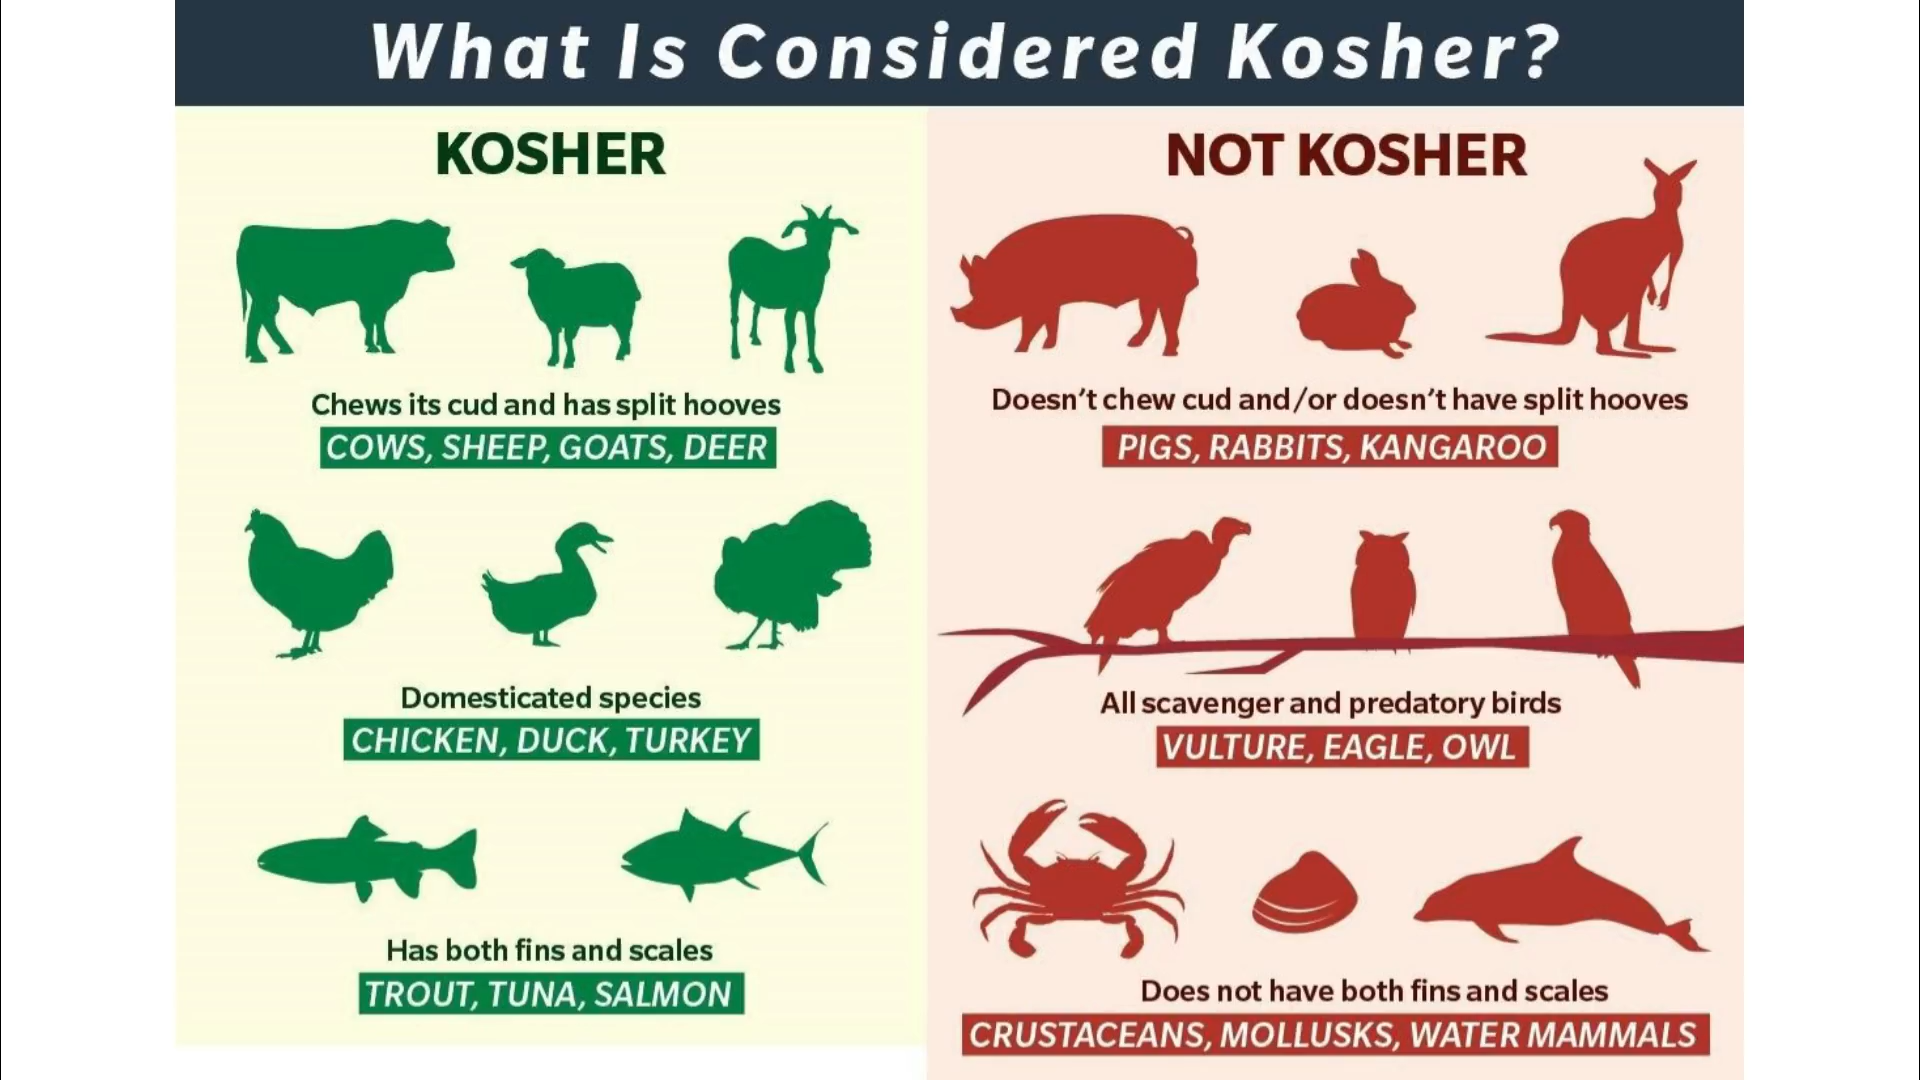 What Is Considered Kosher?
KOSHER
Chews its cud and has split hooves
COWS, SHEEP, GOATS, DEER
Domesticated species
CHICKEN, DUCK, TURKEY
Has both fins and scales
TROUT, TUNA, SALMON
NOT KOSHER
Doesn't chew cud and/or doesn't have split hooves
PIGS, RABBITS, KANGAROO
All scavenger and predatory birds
VULTURE, EAGLE, OWL
Does not have both fins and scales
CRUSTACEANS, MOLLUSKS, WATER MAMMALS